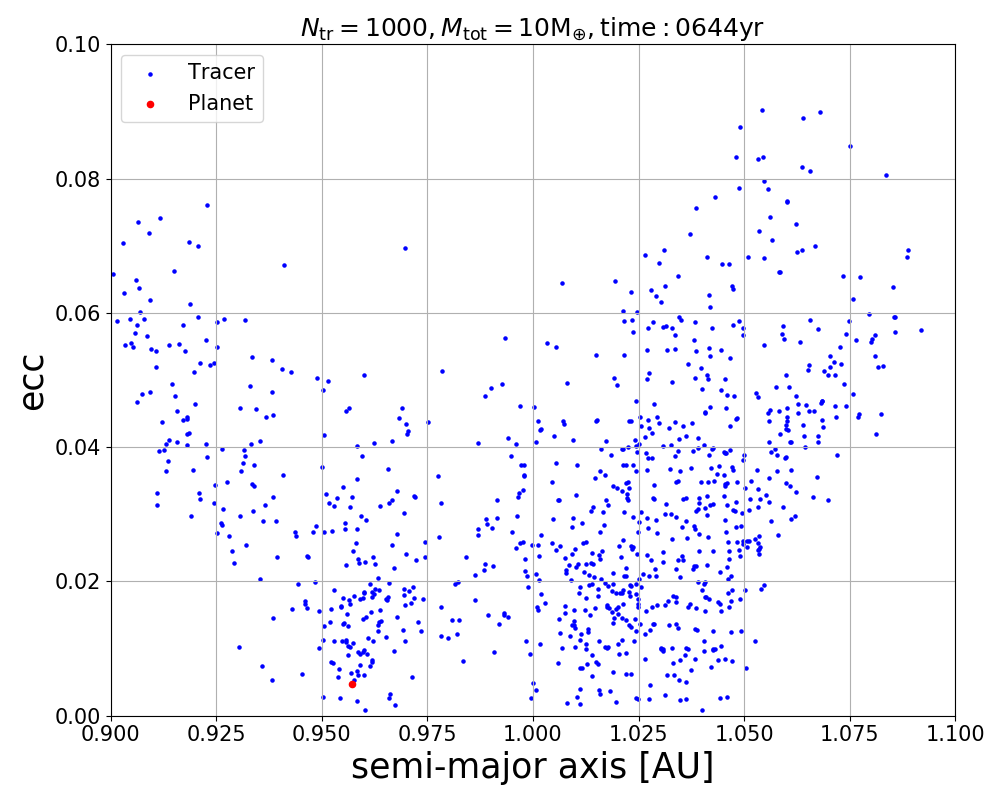 N_tr = 1000, M_tot = 10M_⊕, time : 0644yr
Tracer
Planet
ecc
0.10
0.08
0.06
0.04
0.02
0.00
0.900 0.925 0.950 0.975 1.000 1.025 1.050 1.075 1.100
semi-major axis [AU]